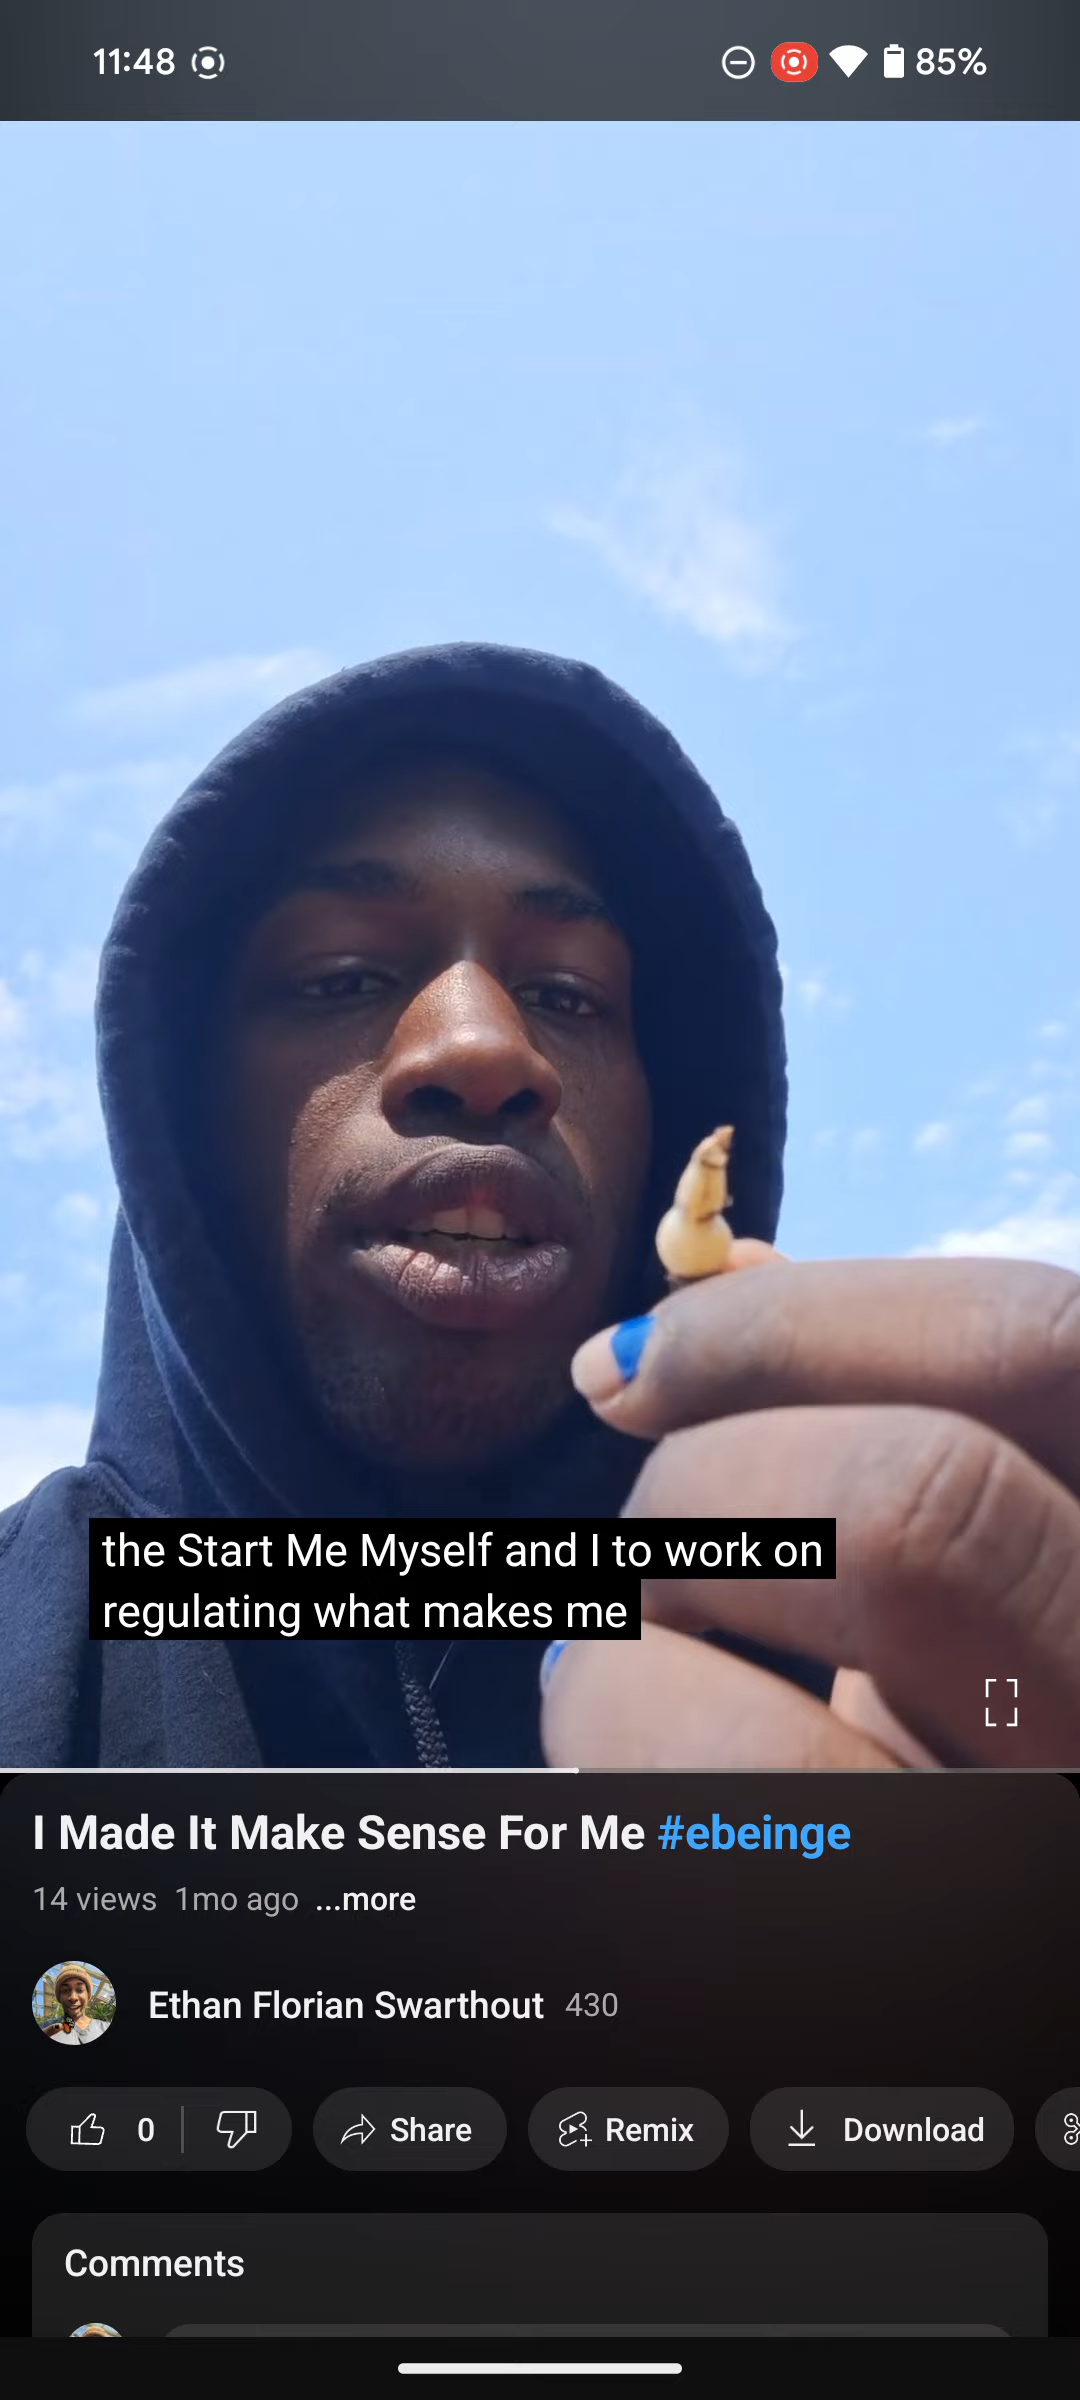 11:48
85%
the Start Me Myself and I to work on
regulating what makes me
I Made It Make Sense For Me #ebeinge
14 views 1mo ago ...more
Ethan Florian Swarthout 430
0 Share Remix Download
Comments